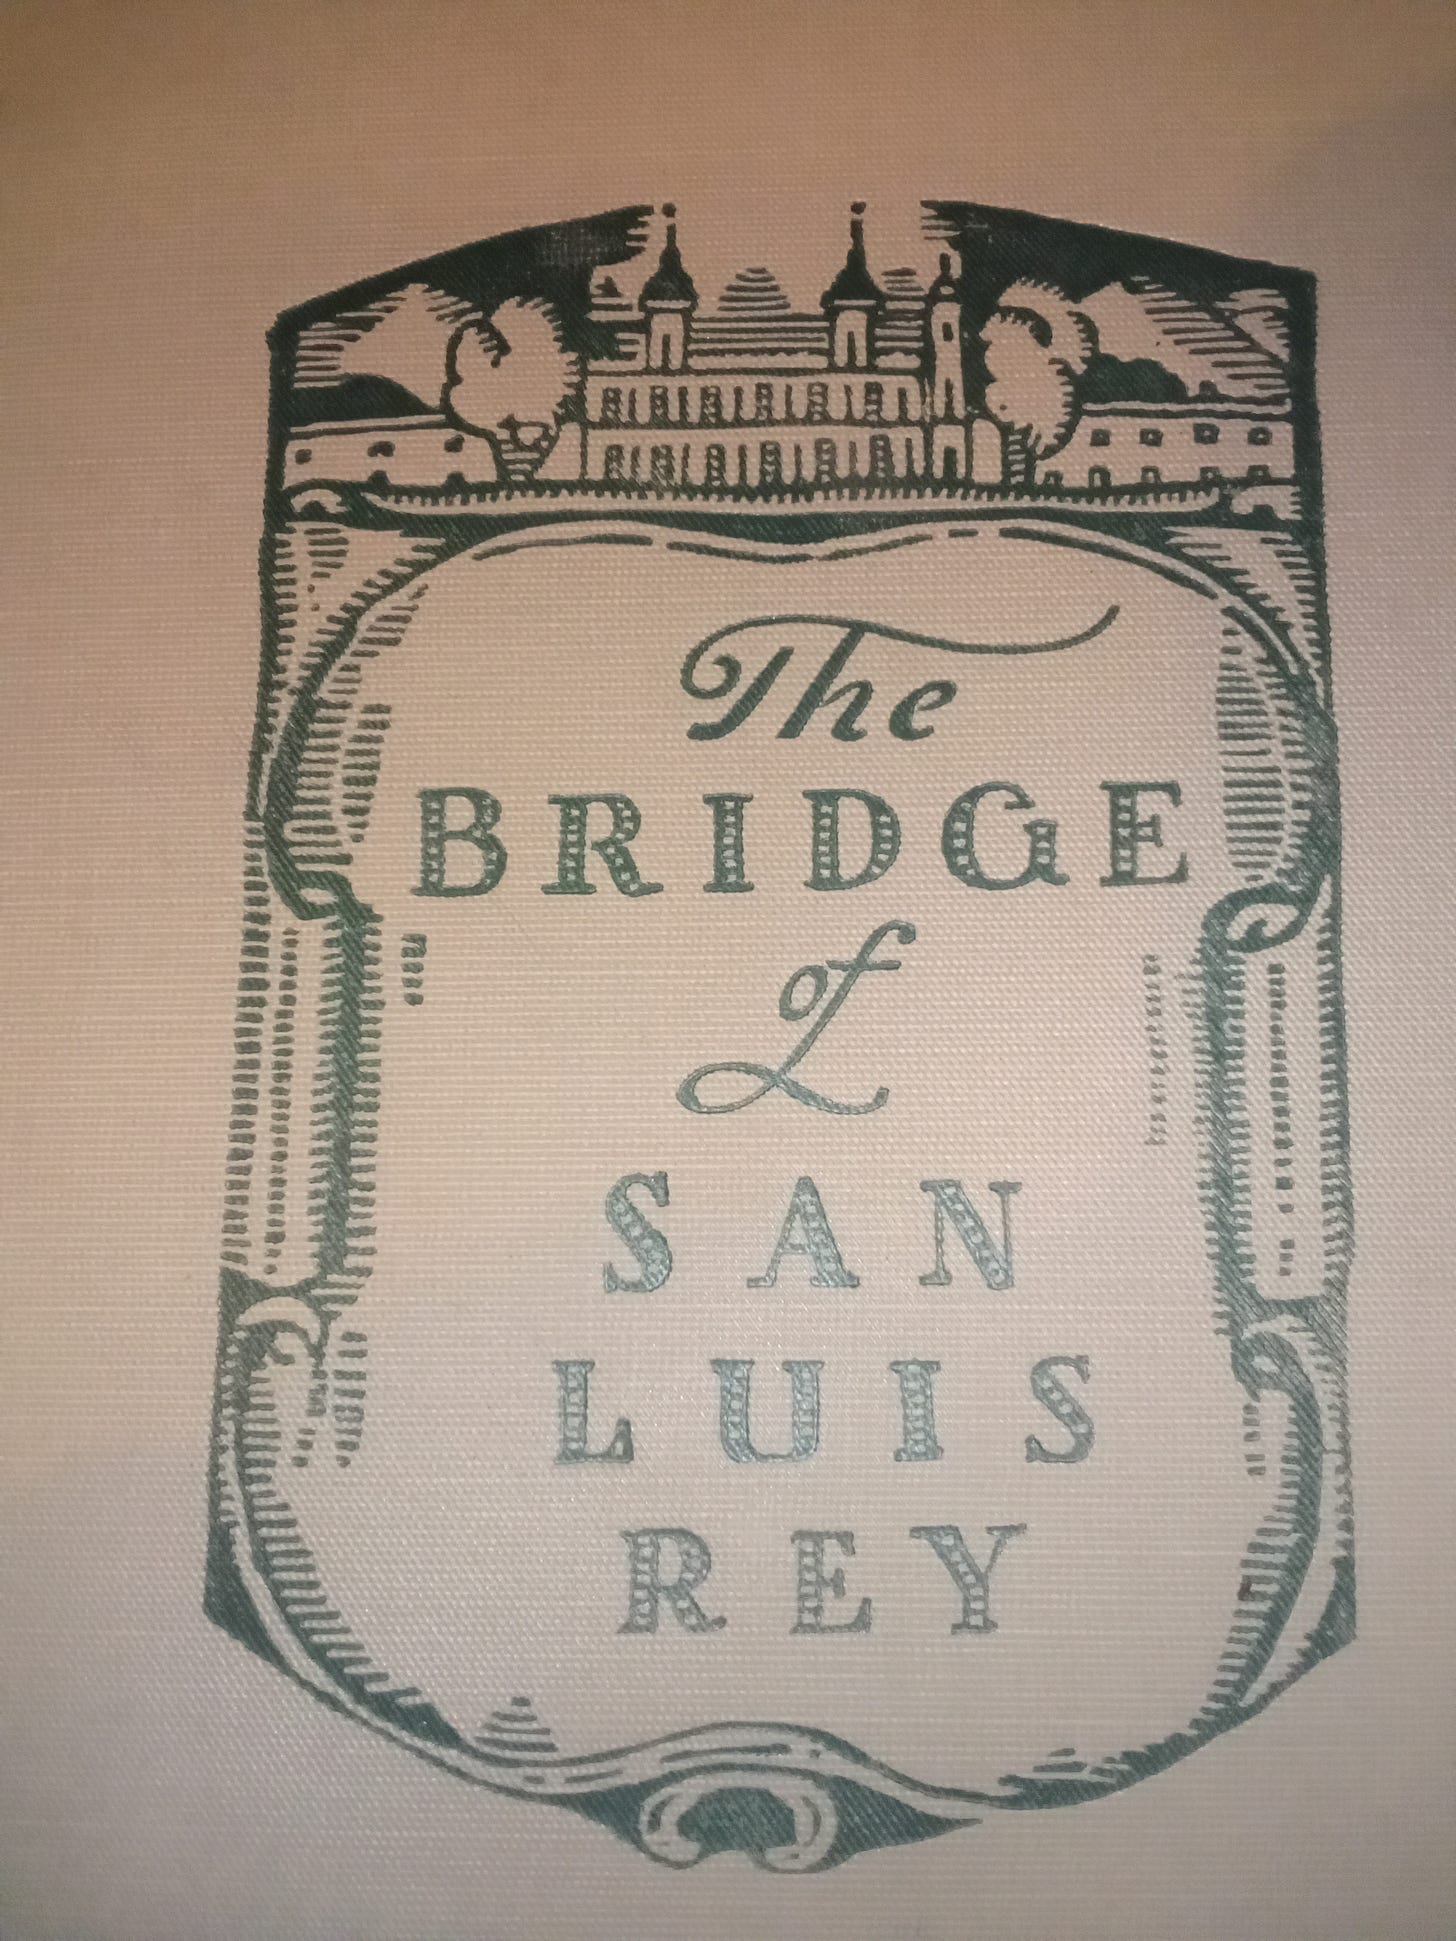 The
BRIDGE
of
SAN
LUIS
REY